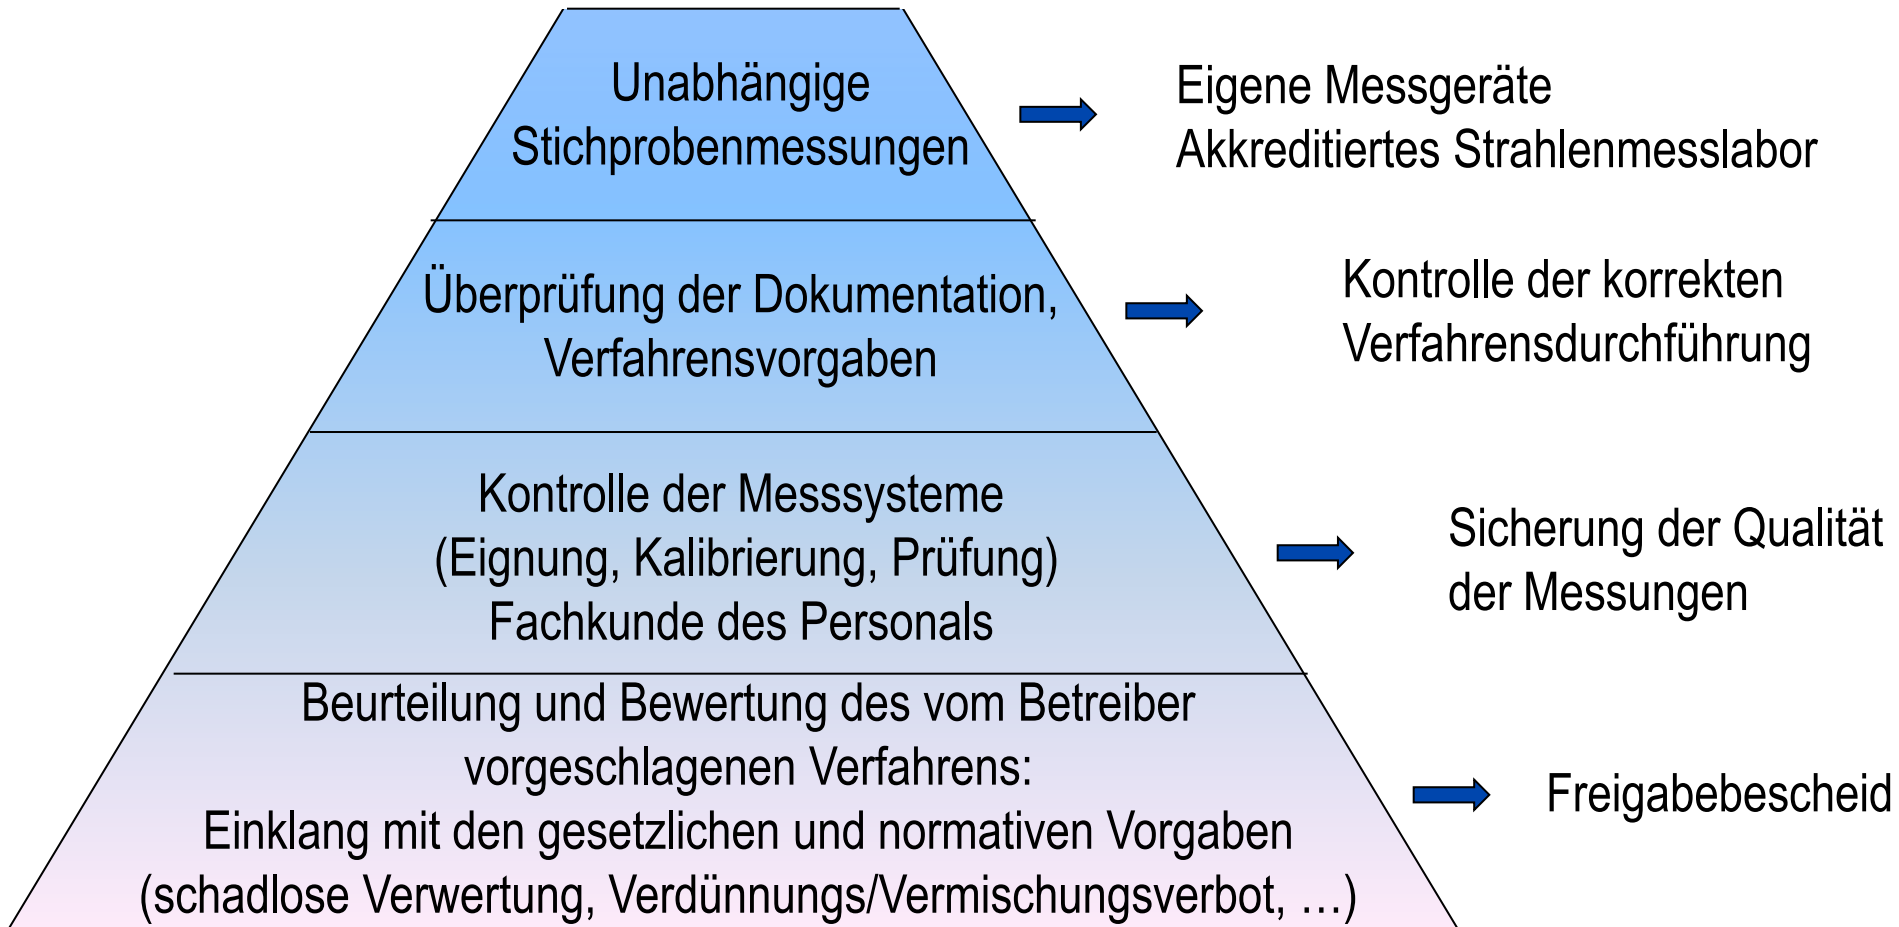 Unabhängige
Stichprobenmessungen
Eigene Messgeräte
Akkreditiertes Strahlenmesslabor
Überprüfung der Dokumentation,
Verfahrensvorgaben
Kontrolle der korrekten
Verfahrensdurchführung
Kontrolle der Messsysteme
(Eignung, Kalibrierung, Prüfung)
Fachkunde des Personals
Sicherung der Qualität
der Messungen
Beurteilung und Bewertung des vom Betreiber
vorgeschlagenen Verfahrens:
Einklang mit den gesetzlichen und normativen Vorgaben
(schadlose Verwertung, Verdünnungs/Vermischungsverbot, …)
Freigabebescheid